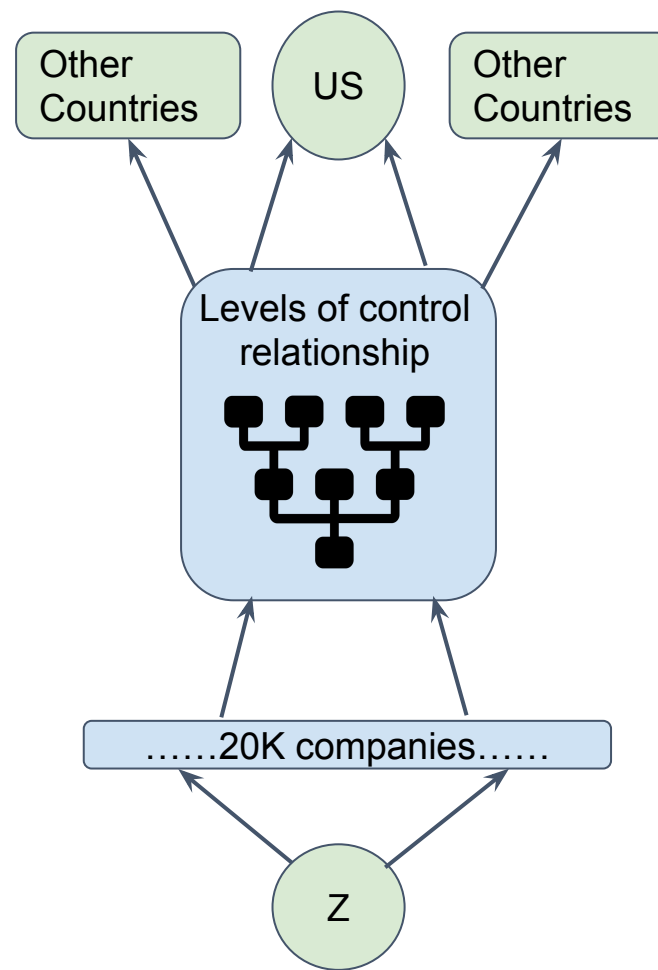 Other
Countries
US
Other
Countries
Levels of control
relationship
……20K companies……
Z